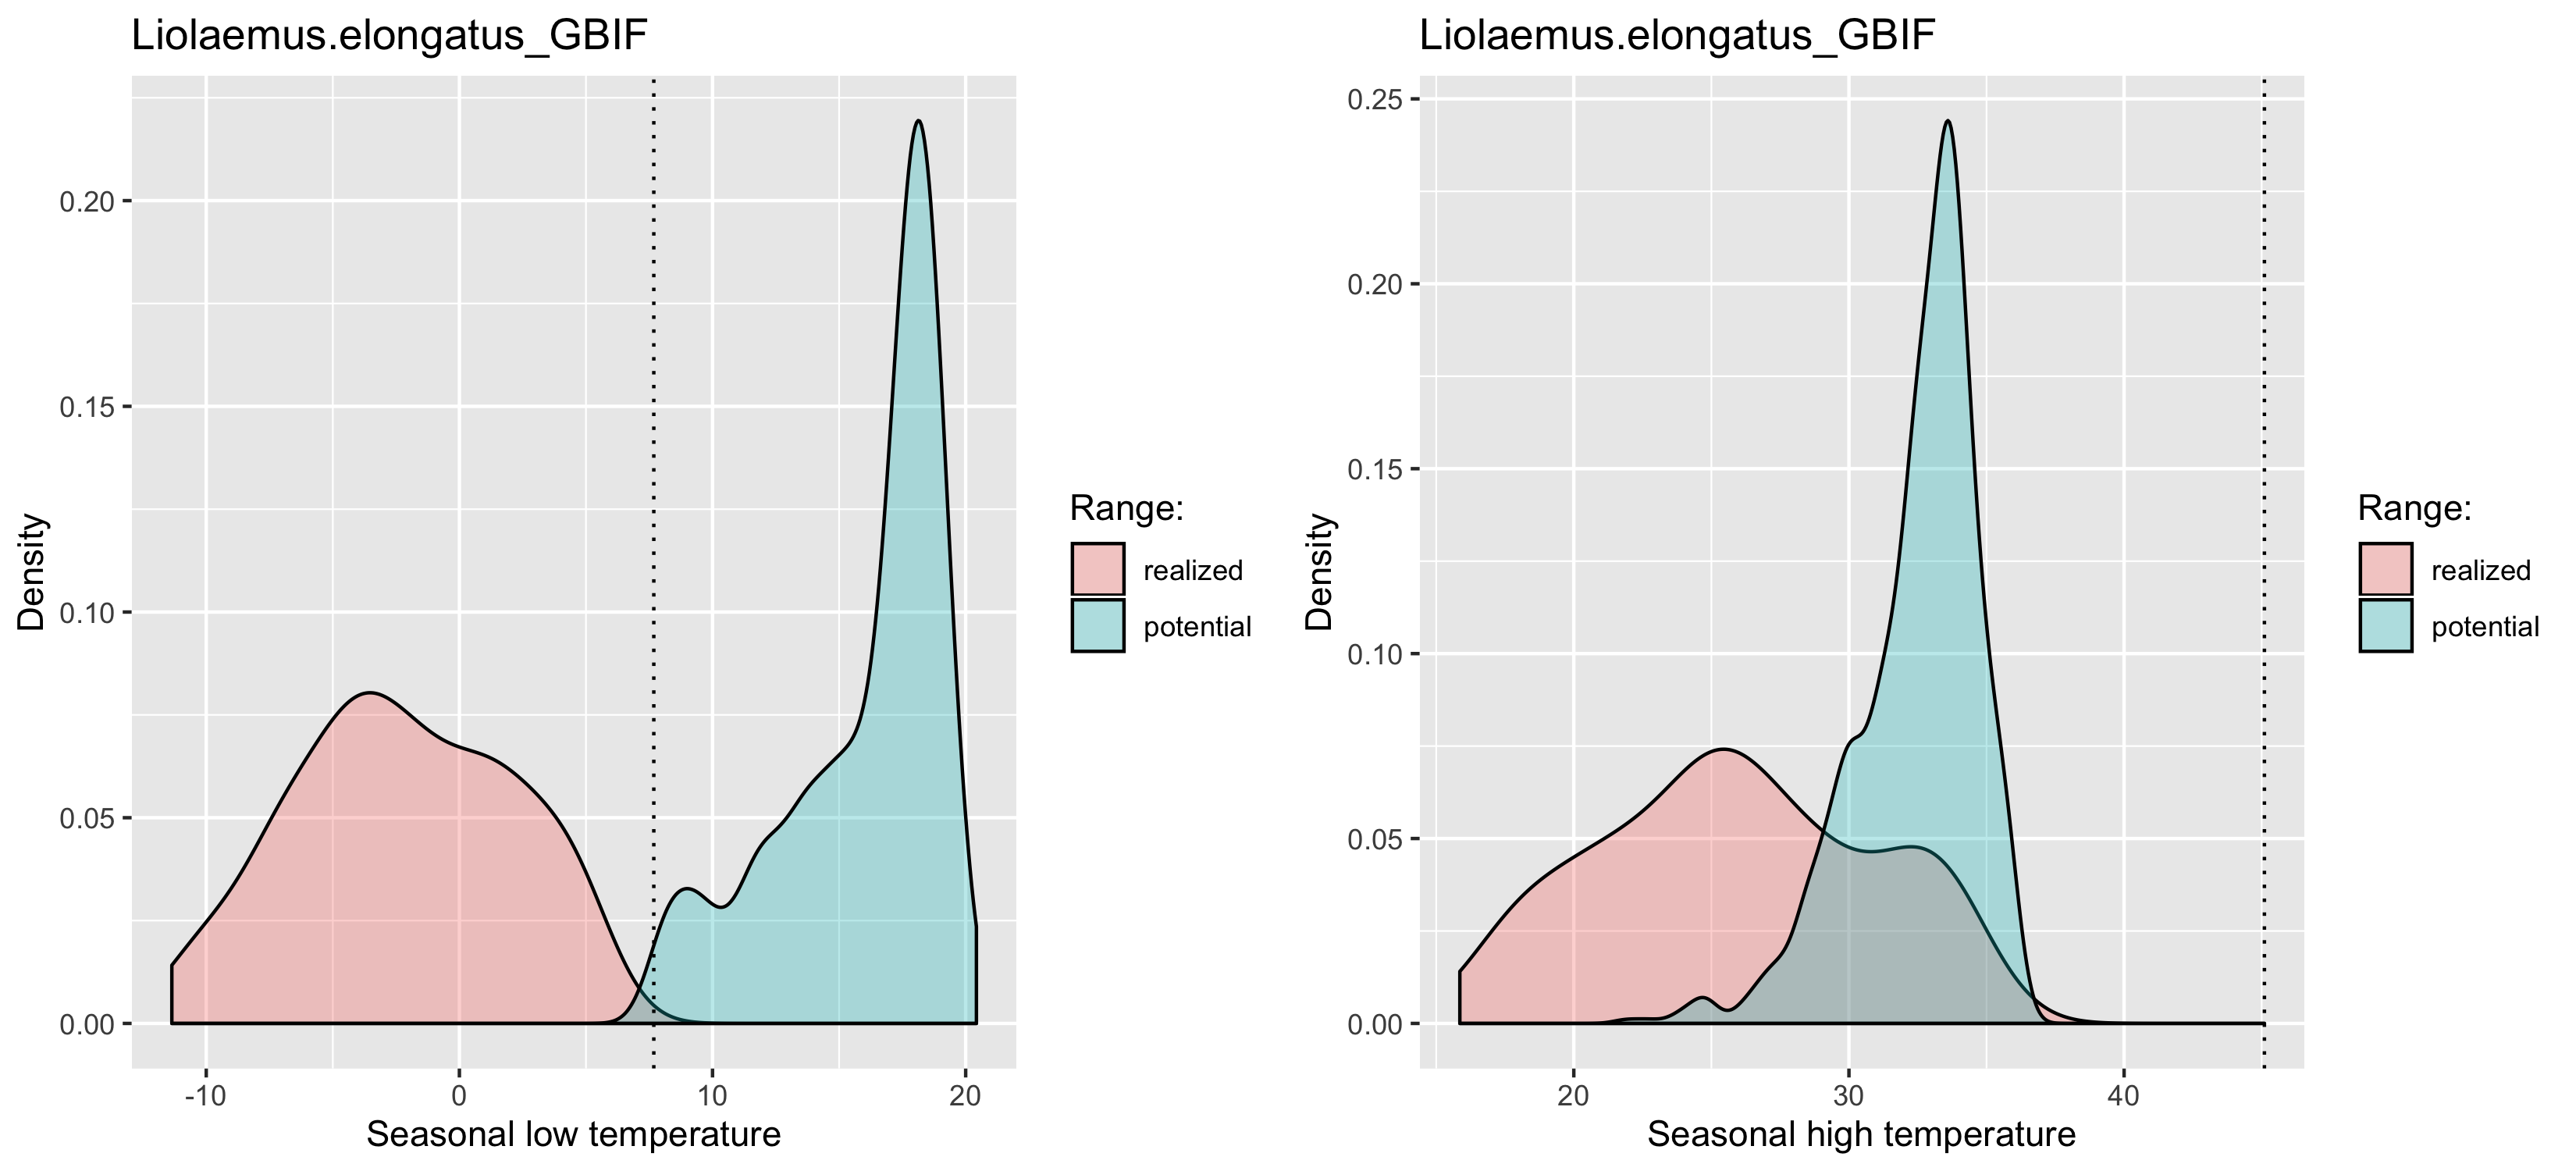 Liolaemus.elongatus_GBIF
Density
0.20
0.15
0.10
0.05
0.00
-10 0 10 20
Seasonal low temperature
Range:
realized
potential
Liolaemus.elongatus_GBIF
Density
0.25
0.20
0.15
0.10
0.05
0.00
20 30 40
Seasonal high temperature
Range:
realized
potential